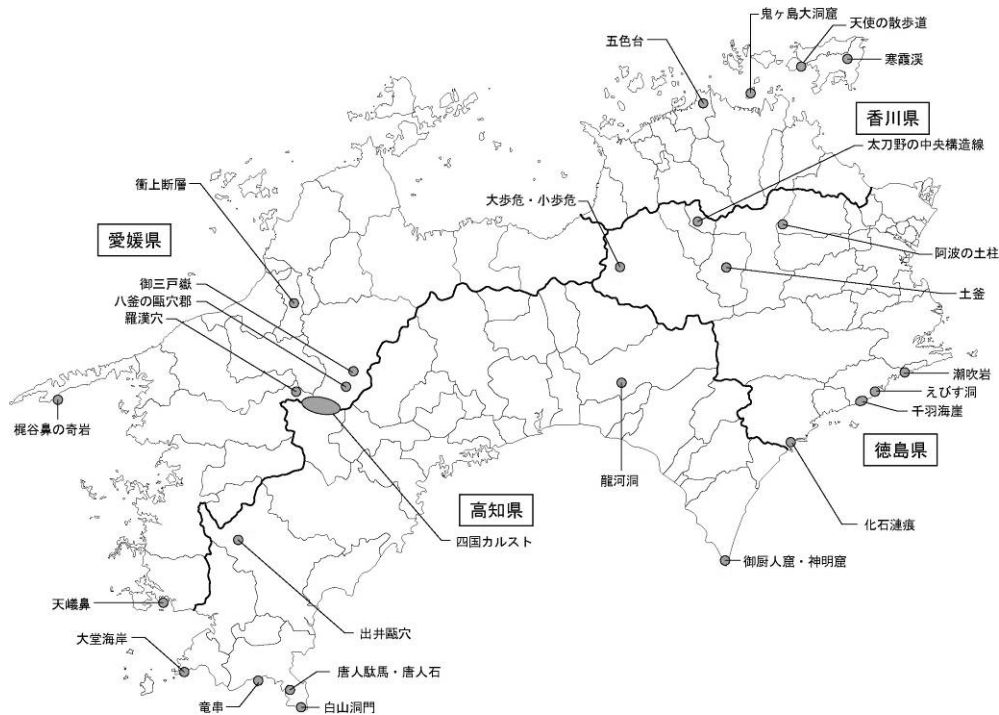 鬼ヶ島大洞窟
天使の散歩道
五色台
寒霞渓
香川県
太刀野の中央構造線
衝上断層
大歩危・小歩危
愛媛県
阿波の土柱
御三戸嶽
土釜
八釜の甌穴郡
羅漢穴
潮吹岩
えびす洞
千羽海崖
梶谷鼻の奇岩
徳島県
龍河洞
高知県
化石漣痕
四国カルスト
御厨人窟・神明窟
天嶬鼻
出井甌穴
大堂海岸
唐人駄馬・唐人石
竜串
白山洞門